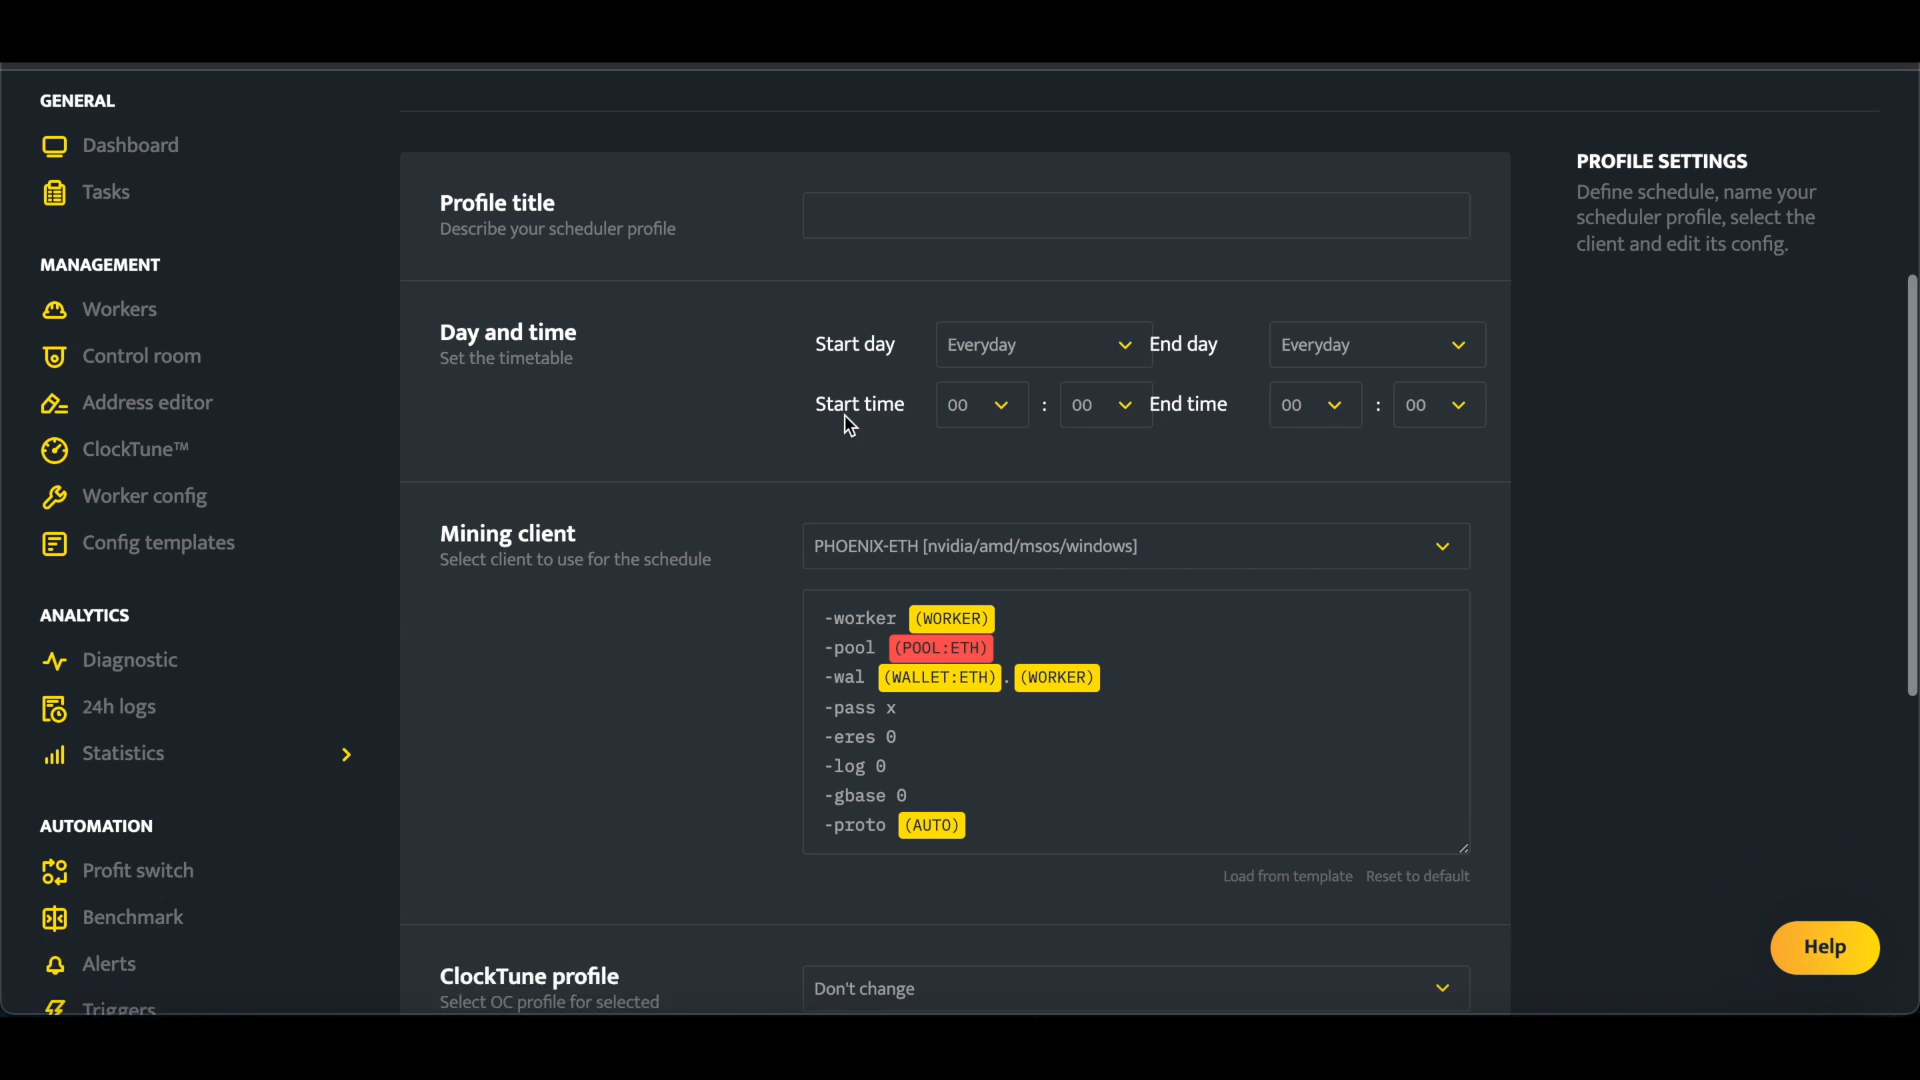 GENERAL
Dashboard
Tasks
MANAGEMENT
Workers
Control room
Address editor
ClockTune™
Worker config
Config templates
ANALYTICS
Diagnostic
24h logs
Statistics
AUTOMATION
Profit switch
Benchmark
Alerts
Triggers
Profile title
Describe your scheduler profile
Day and time
Set the timetable
Start day Everyday End day Everyday
Start time 00 : 00 End time 00 : 00
Mining client
Select client to use for the schedule
PHOENIX-ETH [nvidia/amd/msos/windows]
-worker (WORKER)
-pool (POOL:ETH)
-wal (WALLET:ETH).(WORKER)
-pass x
-eres 0
-log 0
-gbase 0
-proto (AUTO)
Load from template Reset to default
ClockTune profile
Select OC profile for selected
Don't change
PROFILE SETTINGS
Define schedule, name your
scheduler profile, select the
client and edit its config.
Help